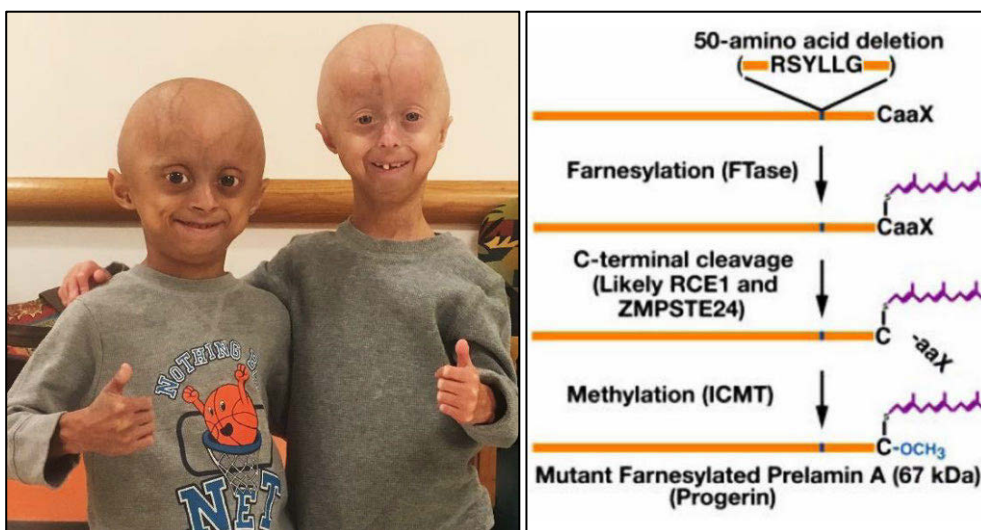 NOTHING
NET
50-amino acid deletion
(RSYLLG)
CaaX
Farnesylation (FTase)
CaaX
C-terminal cleavage
(Likely RCE1 and
ZMPSTE24)
C
-aaX
Methylation (ICMT)
C-OCH₃
Mutant Farnesylated Prelamin A (67 kDa)
(Progerin)